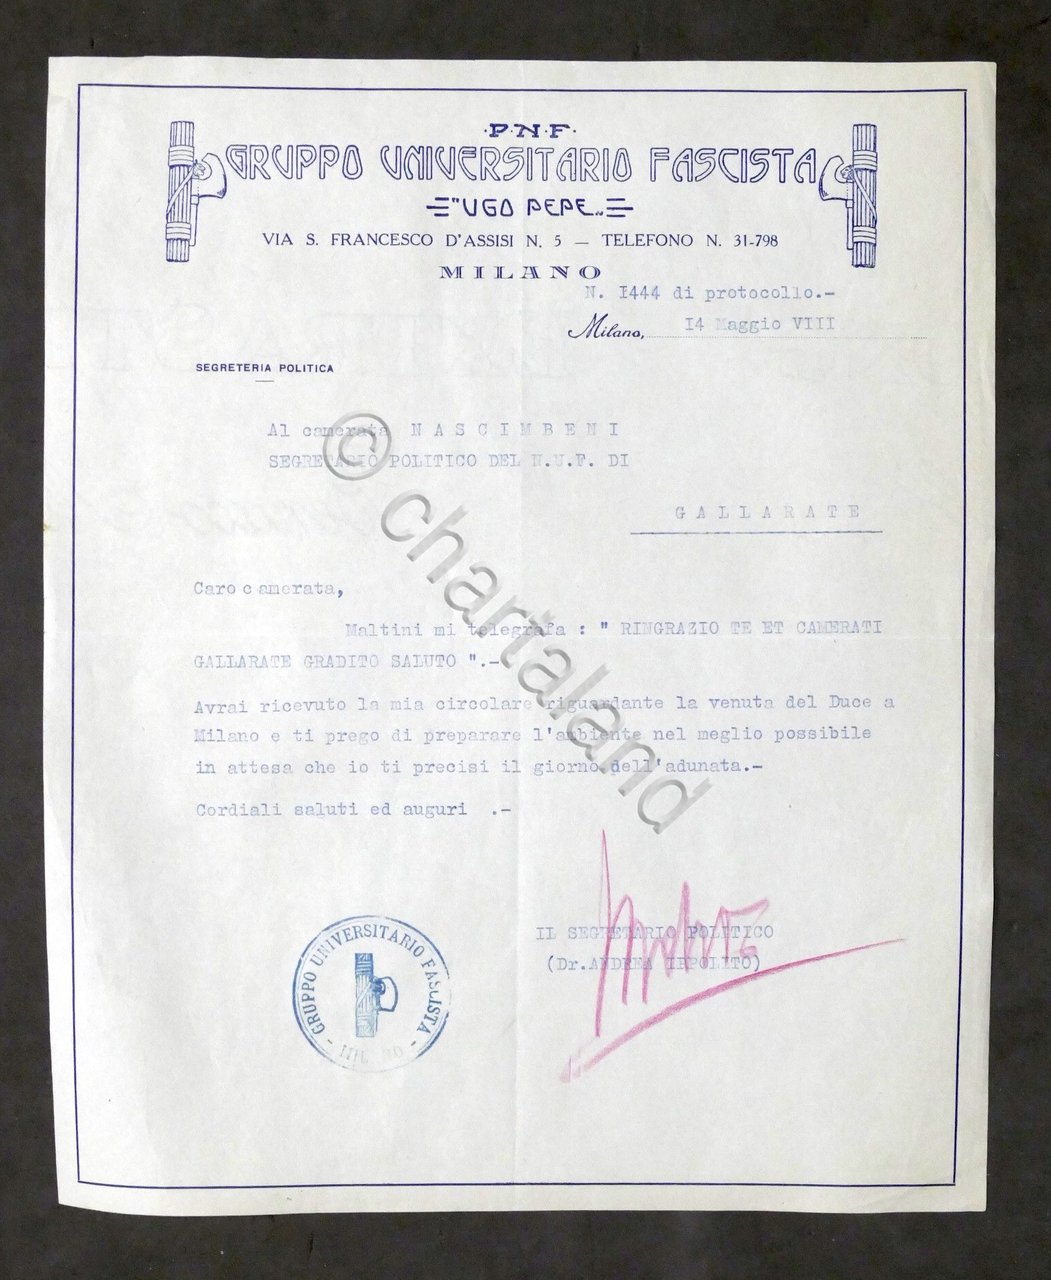 ·P·N·F·
GRUPPO UNIVERSITARIO FASCISTA
"UGO PEPE„
VIA S. FRANCESCO D'ASSISI N. 5 — TELEFONO N. 31-798
MILANO
N. I444 di protocollo.-
Milano, I4 Maggio VIII
SEGRETERIA POLITICA
Al camerata NASCIMBENI
SEGRETARIO POLITICO DEL N.U.F. DI
GALLARATE
Caro camerata,
Maltini mi telegrafa : " RINGRAZIO TE ET CAMERATI
GALLARATE GRADITO SALUTO ".-
Avrai ricevuto la mia circolare riguardante la venuta del Duce a
Milano e ti prego di preparare l'ambiente nel meglio possibile
in attesa che io ti precisi il giorno dell'adunata.-
Cordiali saluti ed auguri .-
IL SEGRETARIO POLITICO
(Dr.ANDREA IPPOLITO)
GRUPPO UNIVERSITARIO FASCISTA
- MILANO -
© chartaland